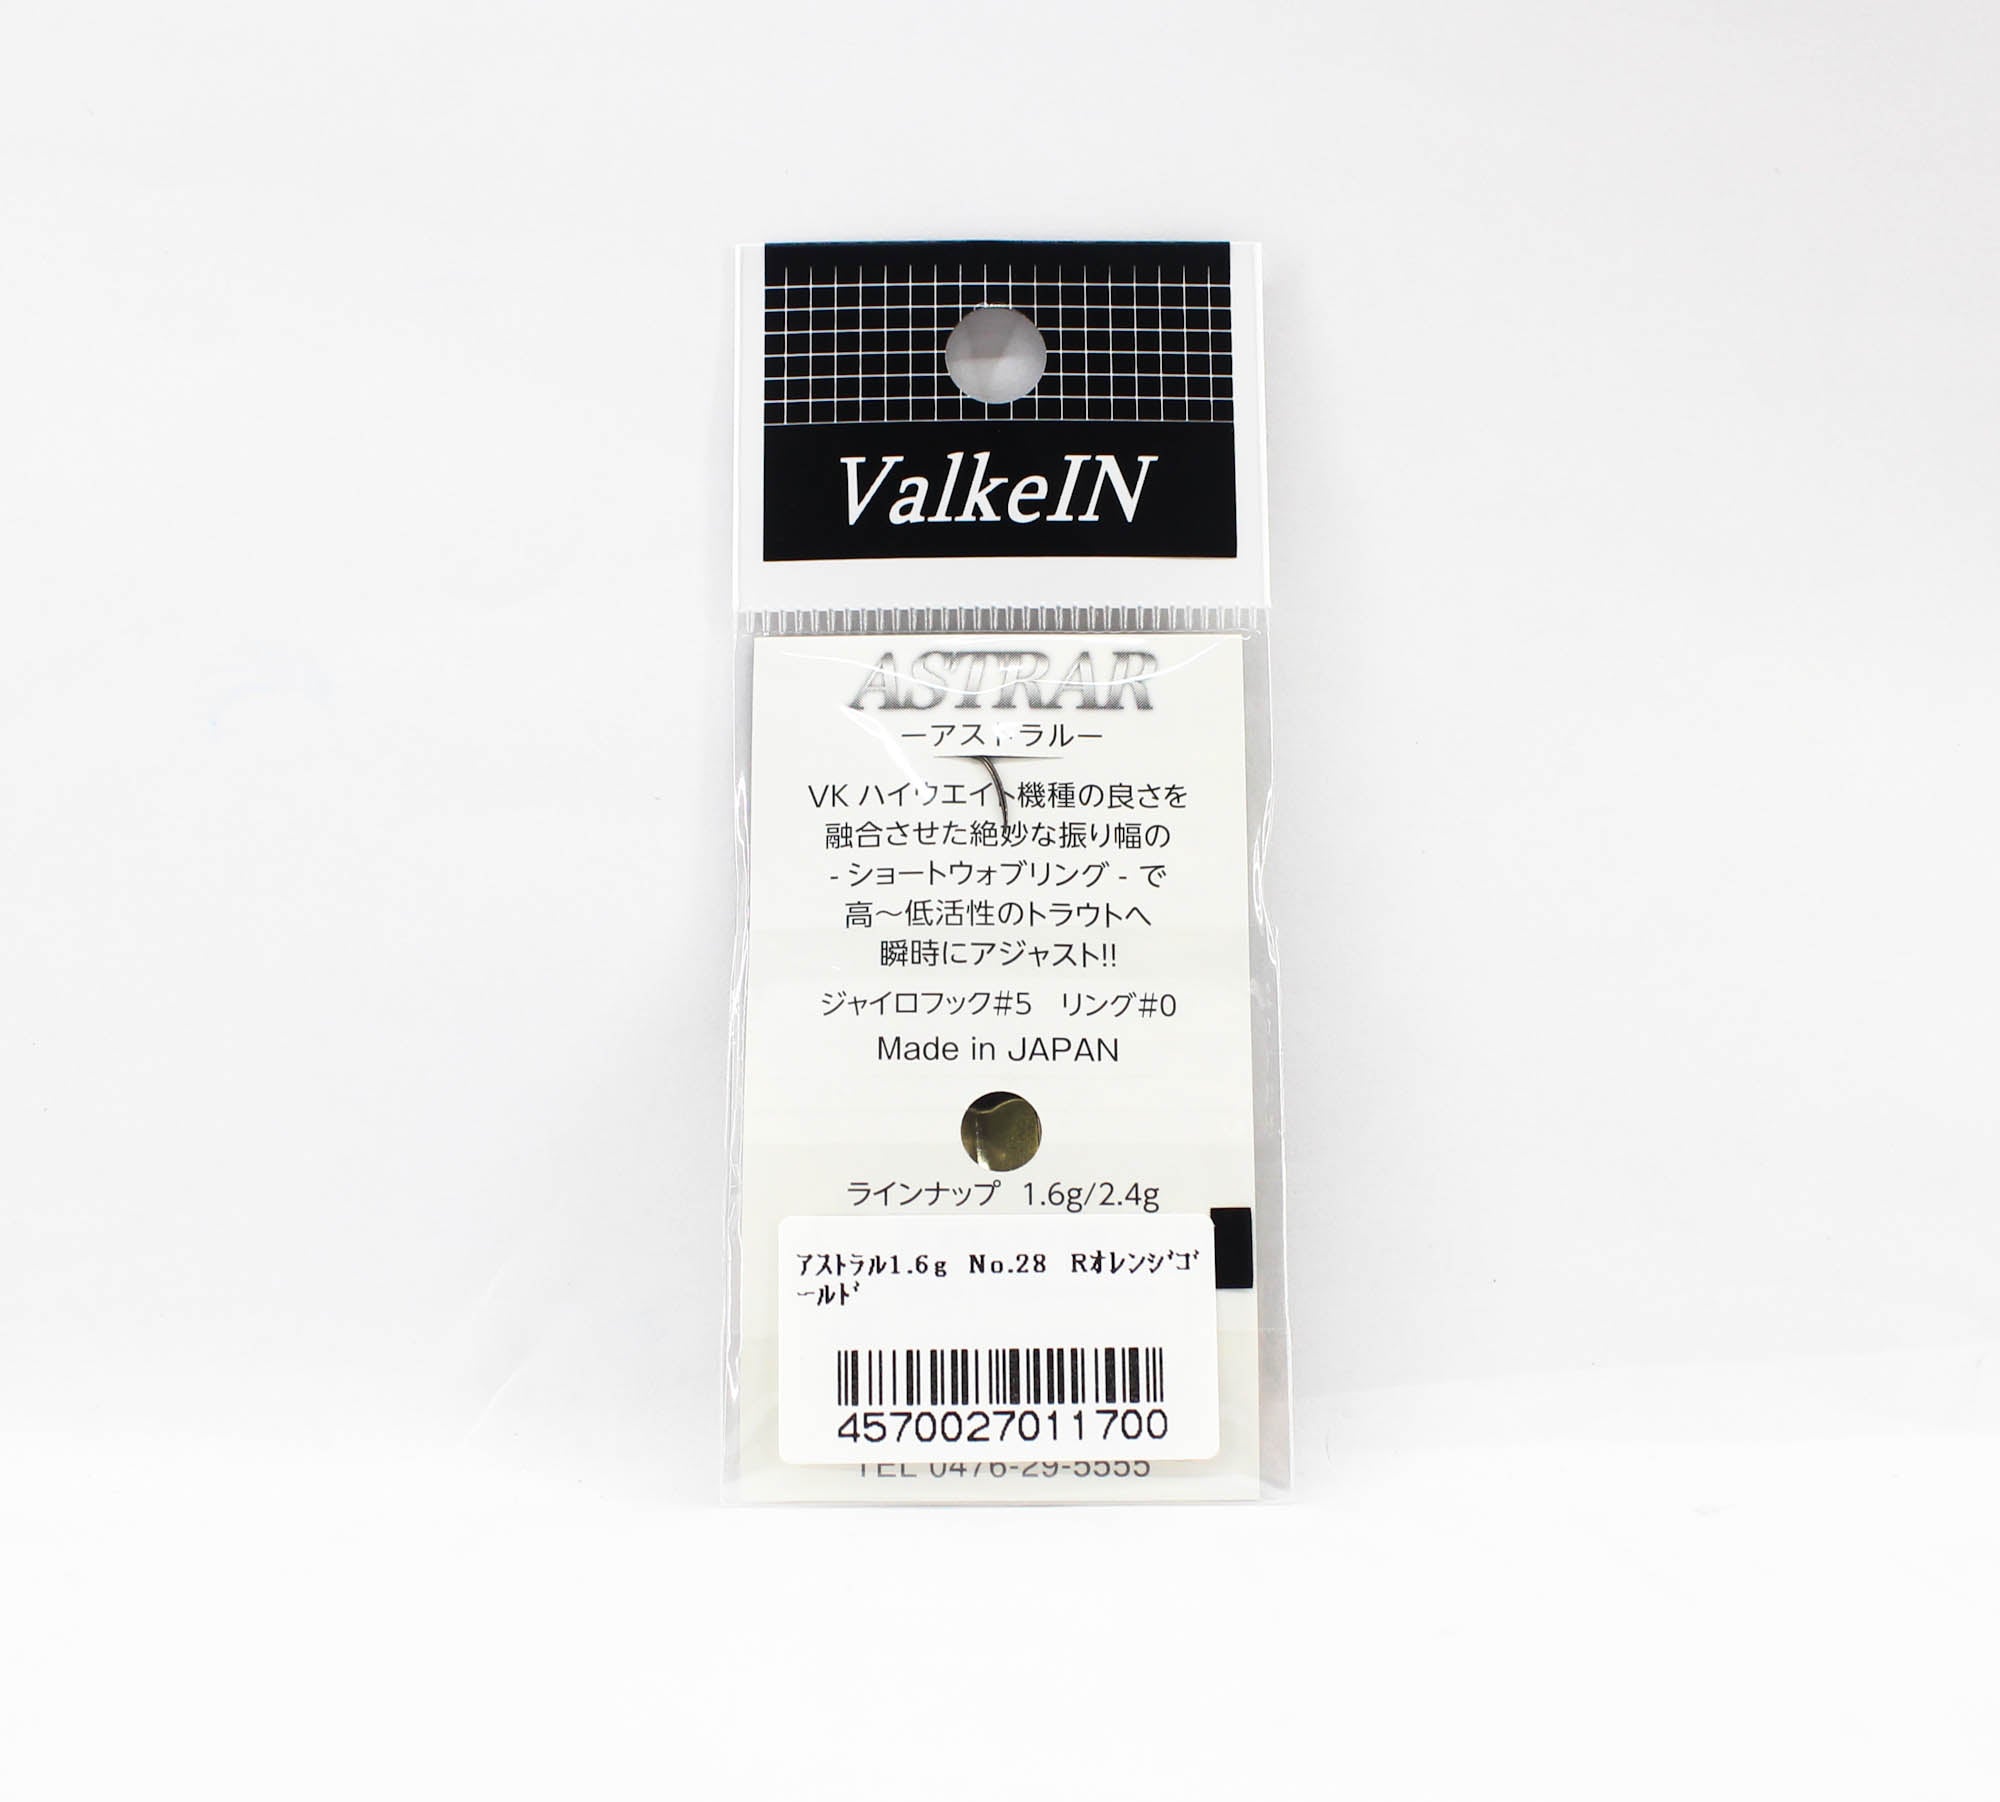 ValkeIN
ASTRAR
－アストラル－
VK ハイウエイト機種の良さを
融合させた絶妙な振り幅の
- ショートウォブリング - で
高～低活性のトラウトへ
瞬時にアジャスト!!
ジャイロフック#5　リング#0
Made in JAPAN
ラインナップ 1.6g/2.4g
ｱｽﾄﾗﾙ1.6g No.28 Rｵﾚﾝｼﾞｺﾞ
ｰﾙﾄﾞ
4570027011700
TEL 0476-29-5555